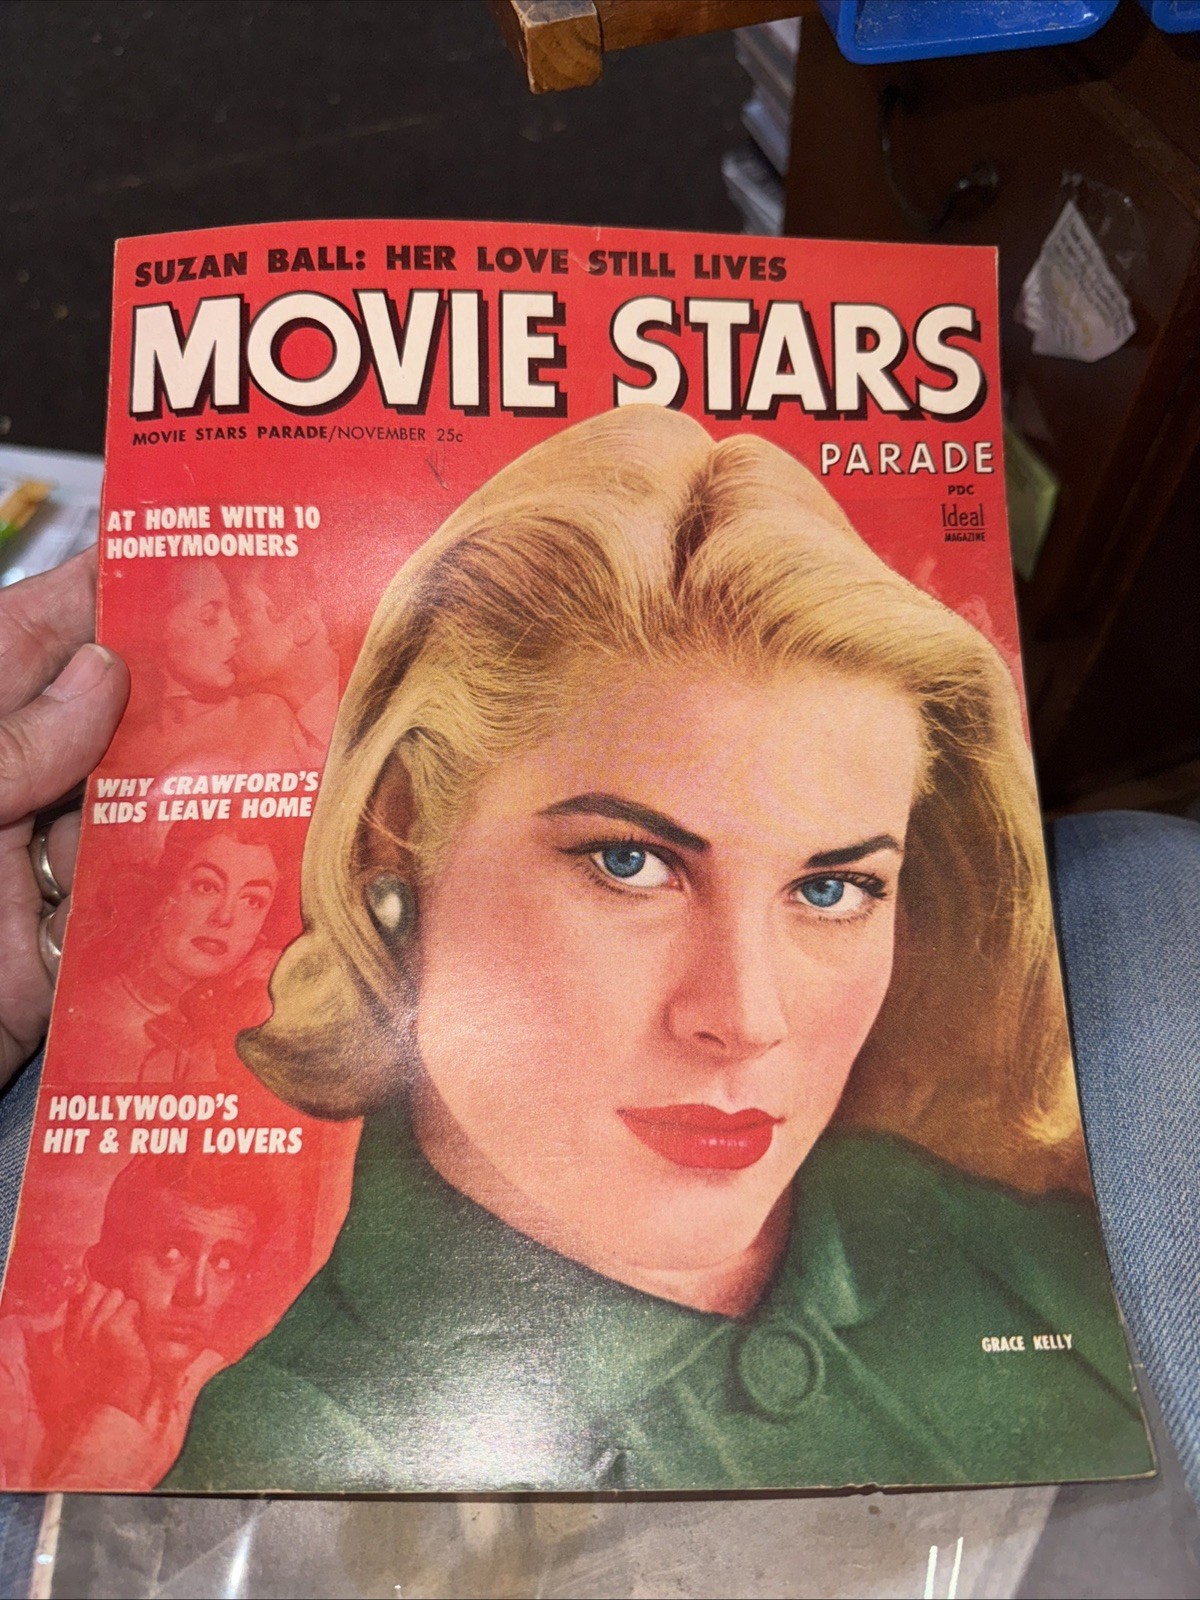 SUZAN BALL: HER LOVE STILL LIVES
MOVIE STARS
MOVIE STARS PARADE/NOVEMBER 25c
PARADE
PDC
Ideal
MAGAZINE
AT HOME WITH 10
HONEYMOONERS
WHY CRAWFORD'S
KIDS LEAVE HOME
HOLLYWOOD'S
HIT & RUN LOVERS
GRACE KELLY